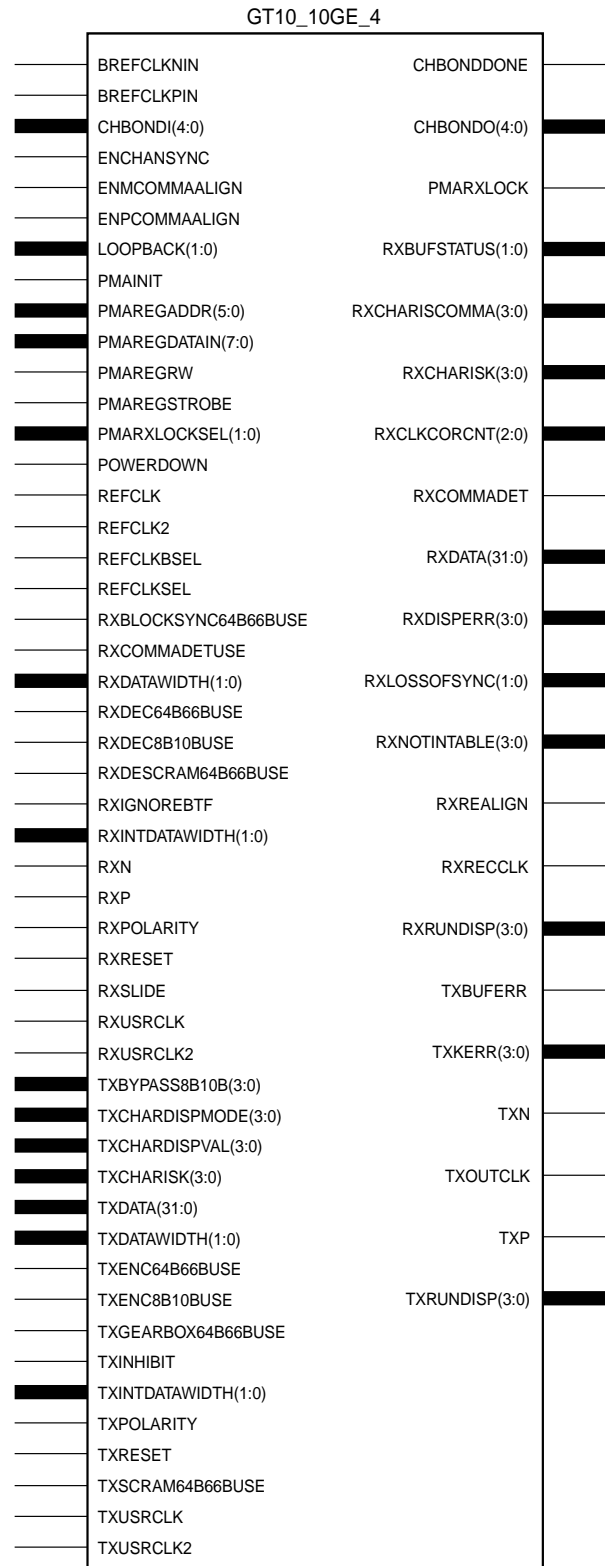 GT10_10GE_4
BREFCLKNIN CHBONDDONE
BREFCLKPIN
CHBONDI(4:0) CHBONDO(4:0)
ENCHANSYNC
ENMCOMMAALIGN PMARXLOCK
ENPCOMMAALIGN
LOOPBACK(1:0) RXBUFSTATUS(1:0)
PMAINIT
PMAREGADDR(5:0) RXCHARISCOMMA(3:0)
PMAREGDATAIN(7:0)
PMAREGRW RXCHARISK(3:0)
PMAREGSTROBE
PMARXLOCKSEL(1:0) RXCLKCORCNT(2:0)
POWERDOWN
REFCLK RXCOMMADET
REFCLK2
REFCLKBSEL RXDATA(31:0)
REFCLKSEL
RXBLOCKSYNC64B66BUSE RXDISPERR(3:0)
RXCOMMADETUSE
RXDATAWIDTH(1:0) RXLOSSOFSYNC(1:0)
RXDEC64B66BUSE
RXDEC8B10BUSE RXNOTINTABLE(3:0)
RXDESCRAM64B66BUSE
RXIGNOREBTF RXREALIGN
RXINTDATAWIDTH(1:0)
RXN RXRECCLK
RXP
RXPOLARITY RXRUNDISP(3:0)
RXRESET
RXSLIDE TXBUFERR
RXUSRCLK
RXUSRCLK2 TXKERR(3:0)
TXBYPASS8B10B(3:0)
TXCHARDISPMODE(3:0) TXN
TXCHARDISPVAL(3:0)
TXCHARISK(3:0) TXOUTCLK
TXDATA(31:0)
TXDATAWIDTH(1:0) TXP
TXENC64B66BUSE
TXENC8B10BUSE TXRUNDISP(3:0)
TXGEARBOX64B66BUSE
TXINHIBIT
TXINTDATAWIDTH(1:0)
TXPOLARITY
TXRESET
TXSCRAM64B66BUSE
TXUSRCLK
TXUSRCLK2